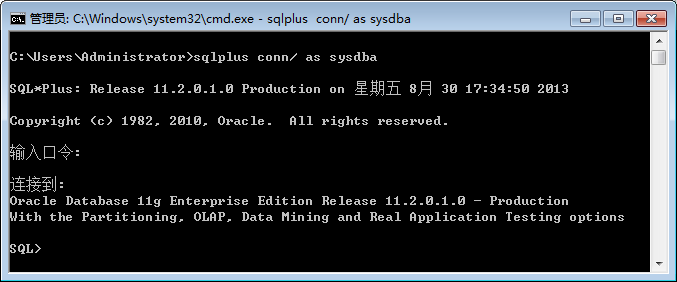 管理员: C:\Windows\system32\cmd.exe - sqlplus  conn/ as sysdba
C:\Users\Administrator>sqlplus conn/ as sysdba
SQL*Plus: Release 11.2.0.1.0 Production on 星期五 8月 30 17:34:50 2013
Copyright (c) 1982, 2010, Oracle.  All rights reserved.
输入口令:
连接到:
Oracle Database 11g Enterprise Edition Release 11.2.0.1.0 - Production
With the Partitioning, OLAP, Data Mining and Real Application Testing options
SQL>